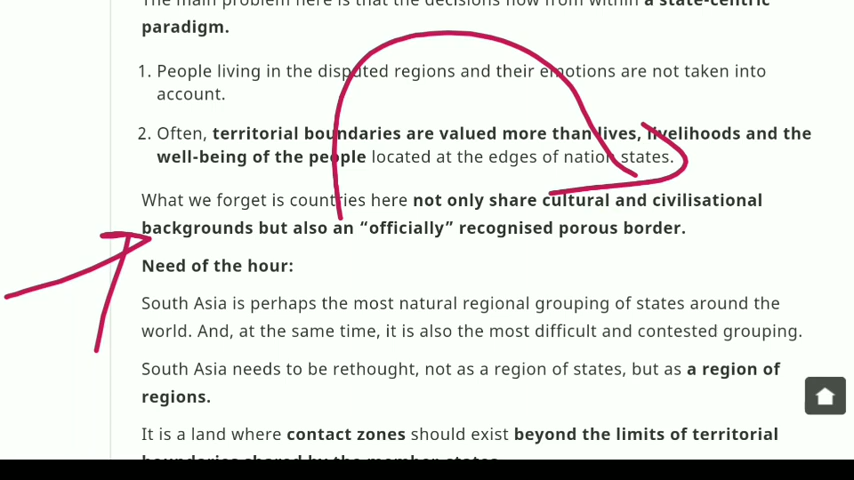 The main problem here is that the decisions flow from within a state-centric
paradigm.
1. People living in the disputed regions and their emotions are not taken into
account.
2. Often, territorial boundaries are valued more than lives, livelihoods and the
well-being of the people located at the edges of nation states.
What we forget is countries here not only share cultural and civilisational
backgrounds but also an “officially” recognised porous border.
Need of the hour:
South Asia is perhaps the most natural regional grouping of states around the
world. And, at the same time, it is also the most difficult and contested grouping.
South Asia needs to be rethought, not as a region of states, but as a region of
regions.
It is a land where contact zones should exist beyond the limits of territorial
boundaries shared by the member states.